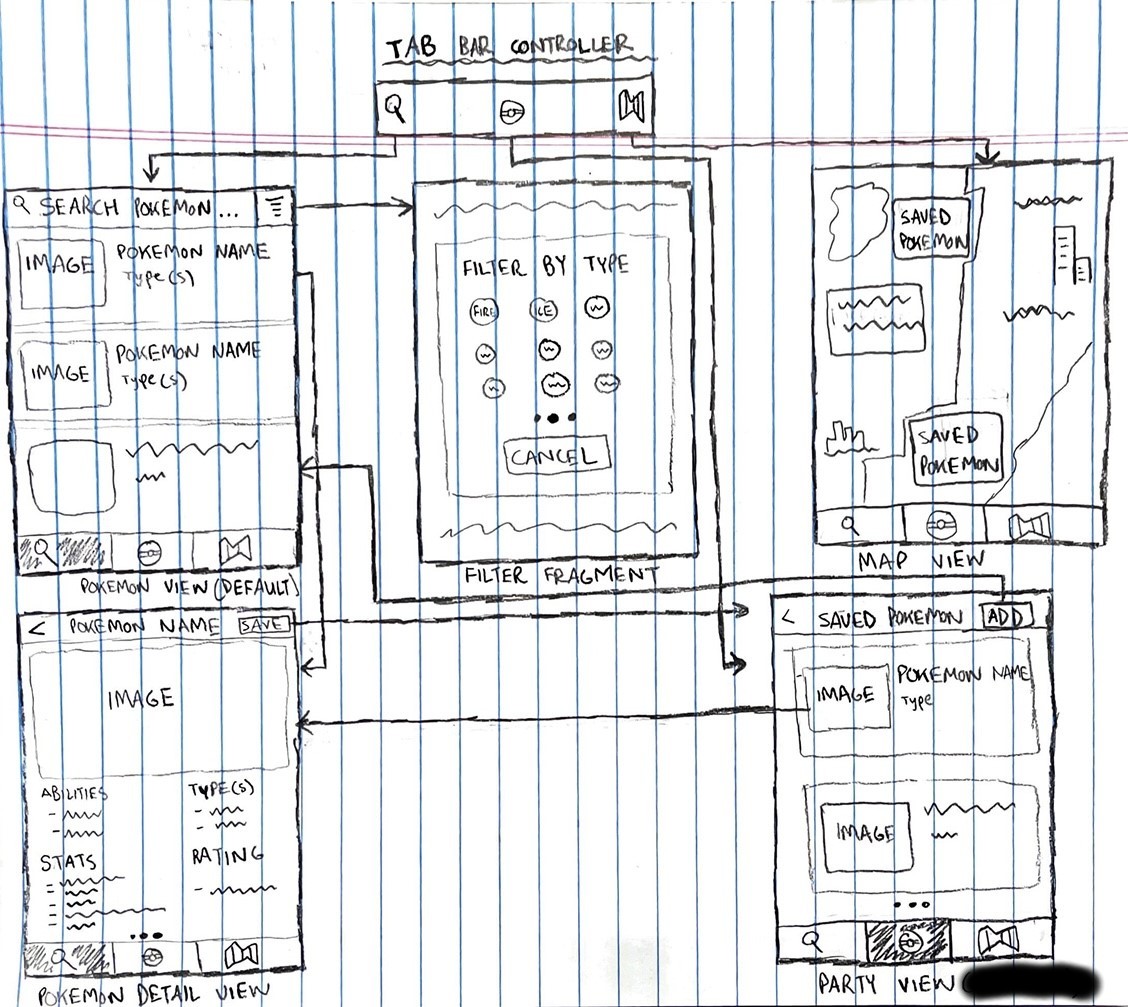 TAB BAR CONTROLLER
SEARCH POKEMON...
IMAGE
POKEMON NAME
Type(s)
IMAGE
POKEMON NAME
Type(s)
POKEMON VIEW (DEFAULT)
FILTER BY TYPE
FIRE
ICE
CANCEL
FILTER FRAGMENT
SAVED
POKEMON
SAVED
POKEMON
MAP VIEW
< POKEMON NAME SAVE
IMAGE
ABILITIES
TYPE(S)
STATS
RATING
POKEMON DETAIL VIEW
< SAVED POKEMON ADD
IMAGE
POKEMON NAME
Type
IMAGE
PARTY VIEW